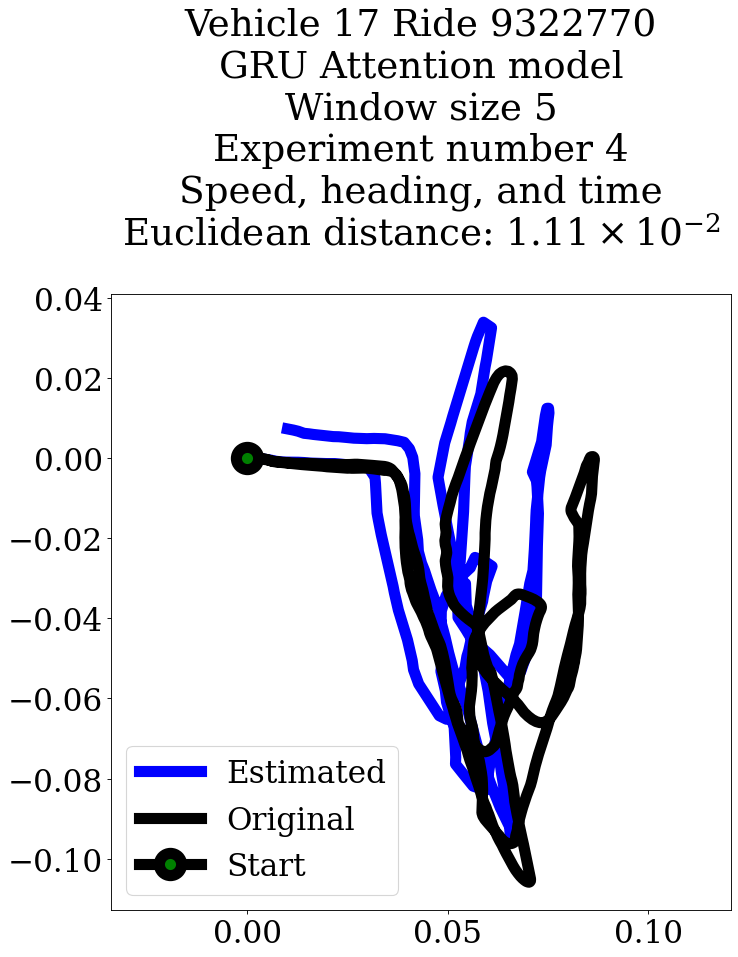 Vehicle 17 Ride 9322770
GRU Attention model
Window size 5
Experiment number 4
Speed, heading, and time
Euclidean distance: 1.11 × 10⁻²
0.04
0.02
0.00
−0.02
−0.04
−0.06
−0.08
−0.10
Estimated
Original
Start
0.00 0.05 0.10